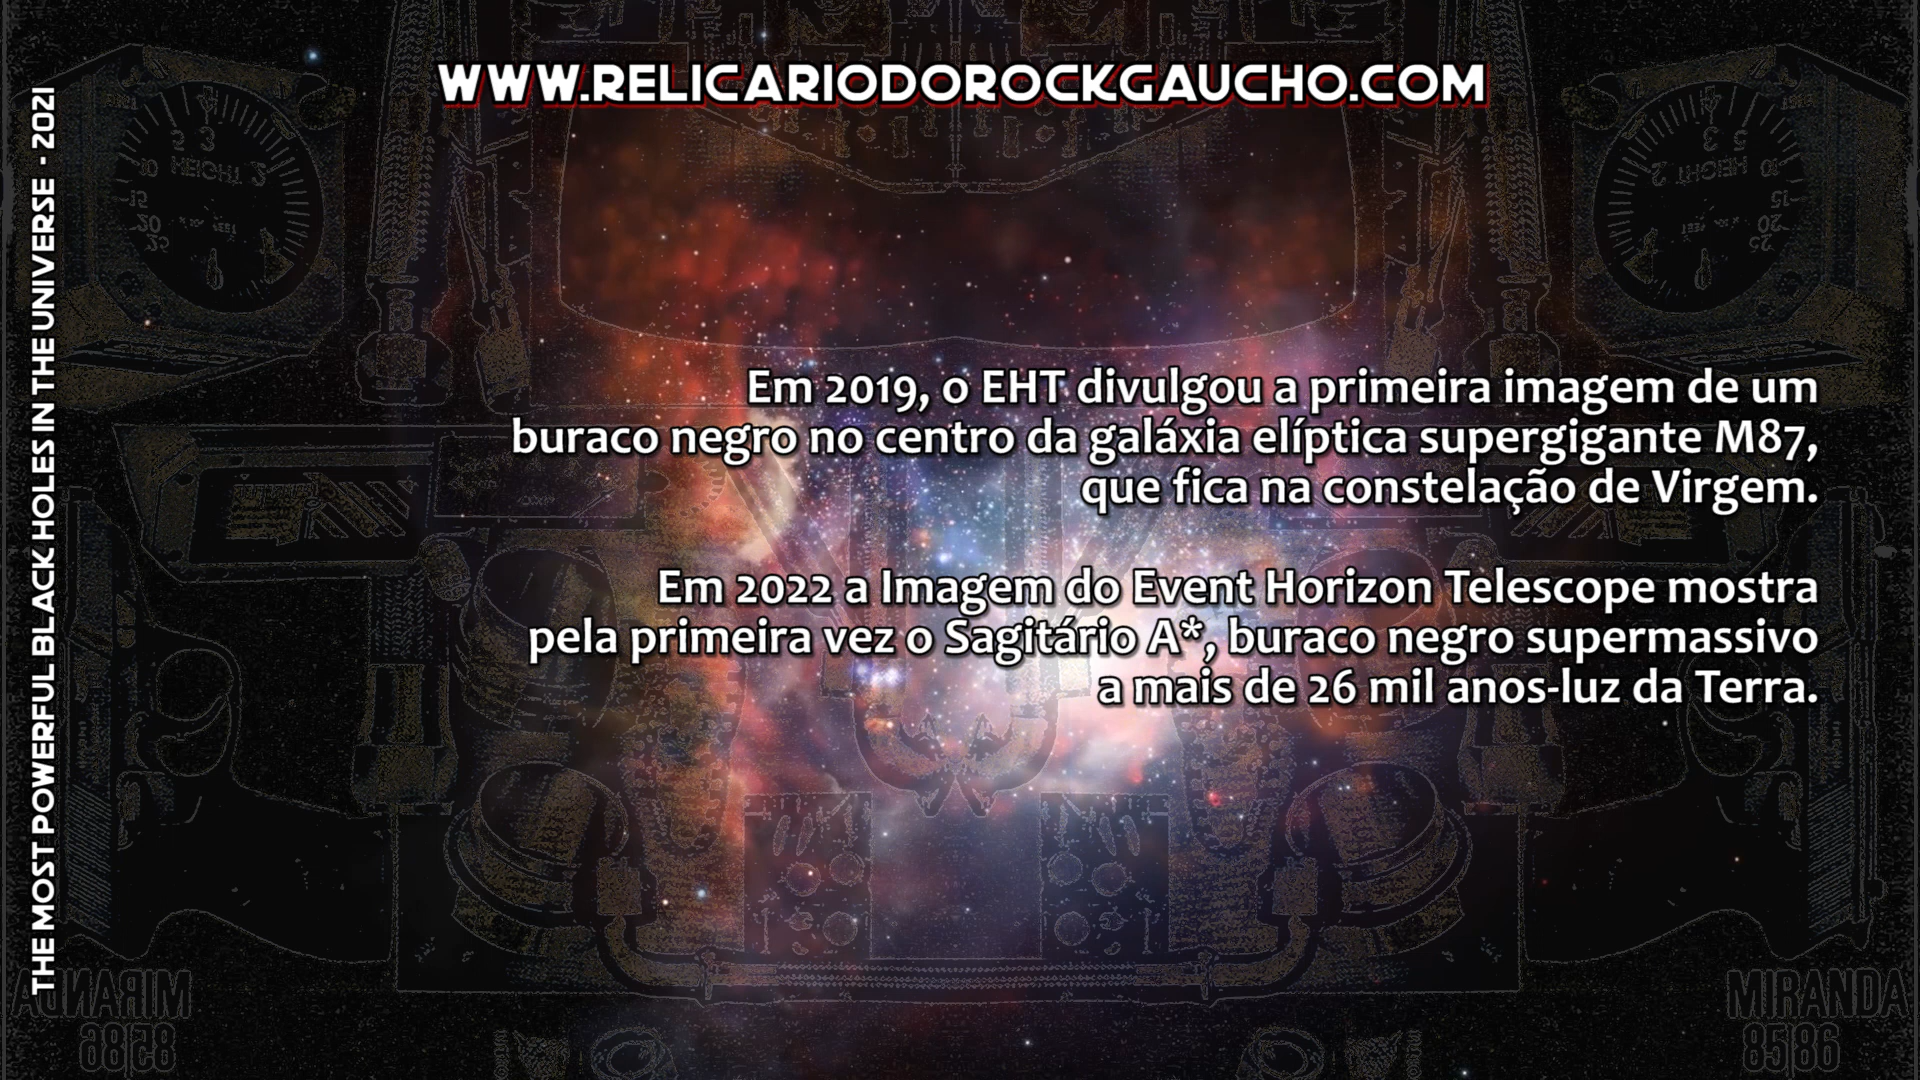 WWW.RELICARIODOROCKGAUCHO.COM
THE MOST POWERFUL BLACK HOLES IN THE UNIVERSE - 2021
Em 2019, o EHT divulgou a primeira imagem de um
buraco negro no centro da galáxia elíptica supergigante M87,
que fica na constelação de Virgem.
Em 2022 a Imagem do Event Horizon Telescope mostra
pela primeira vez o Sagitário A*, buraco negro supermassivo
a mais de 26 mil anos-luz da Terra.
HEIGHT
MIRANDA
85|86